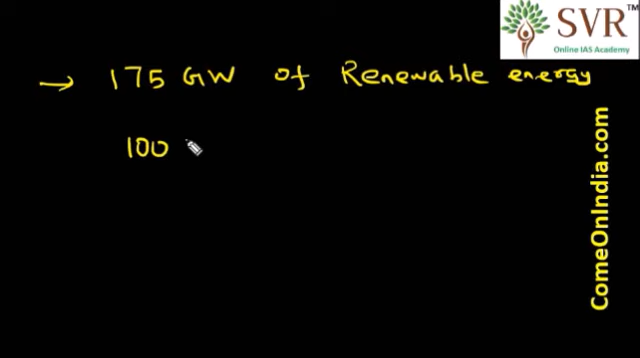 SVR™
Online IAS Academy
→ 175 GW of Renewable energy
100
ComeOnIndia.com